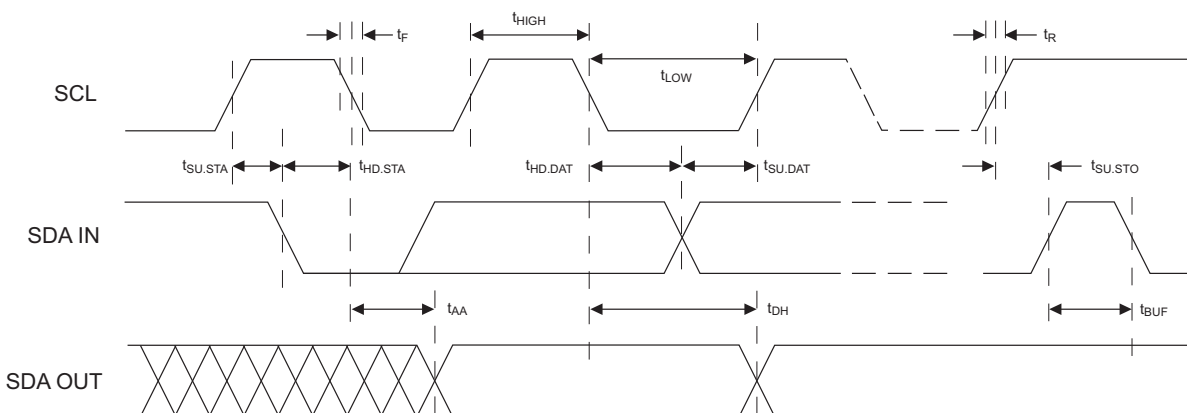 tHIGH
tF
tR
tLOW
SCL
tSU.STA
tHD.STA
tHD.DAT
tSU.DAT
tSU.STO
SDA IN
tAA
tDH
tBUF
SDA OUT